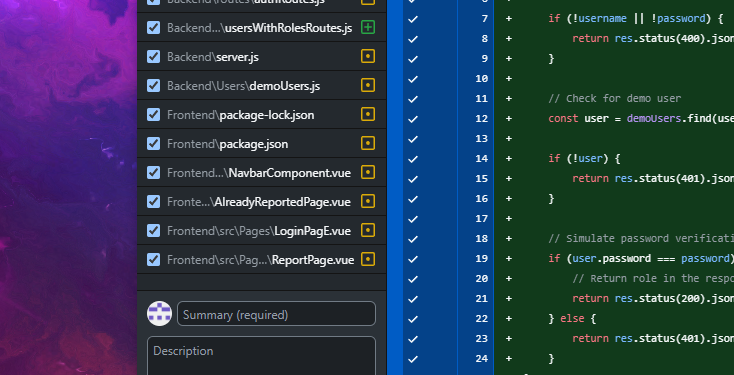 Backend\routes\authRoutes.js
Backend...\usersWithRolesRoutes.js
Backend\server.js
Backend\Users\demoUsers.js
Frontend\package-lock.json
Frontend\package.json
Frontend...\NavbarComponent.vue
Fronte...\AlreadyReportedPage.vue
Frontend\src\Pages\LoginPagE.vue
Frontend\src\Pag...\ReportPage.vue
Summary (required)
Description
6 +
7 + if (!username || !password) {
8 + return res.status(400).json
9 + }
10 +
11 + // Check for demo user
12 + const user = demoUsers.find(use
13 +
14 + if (!user) {
15 + return res.status(401).json
16 + }
17 +
18 + // Simulate password verificati
19 + if (user.password === password)
20 + // Return role in the respo
21 + return res.status(200).json
22 + } else {
23 + return res.status(401).json
24 + }